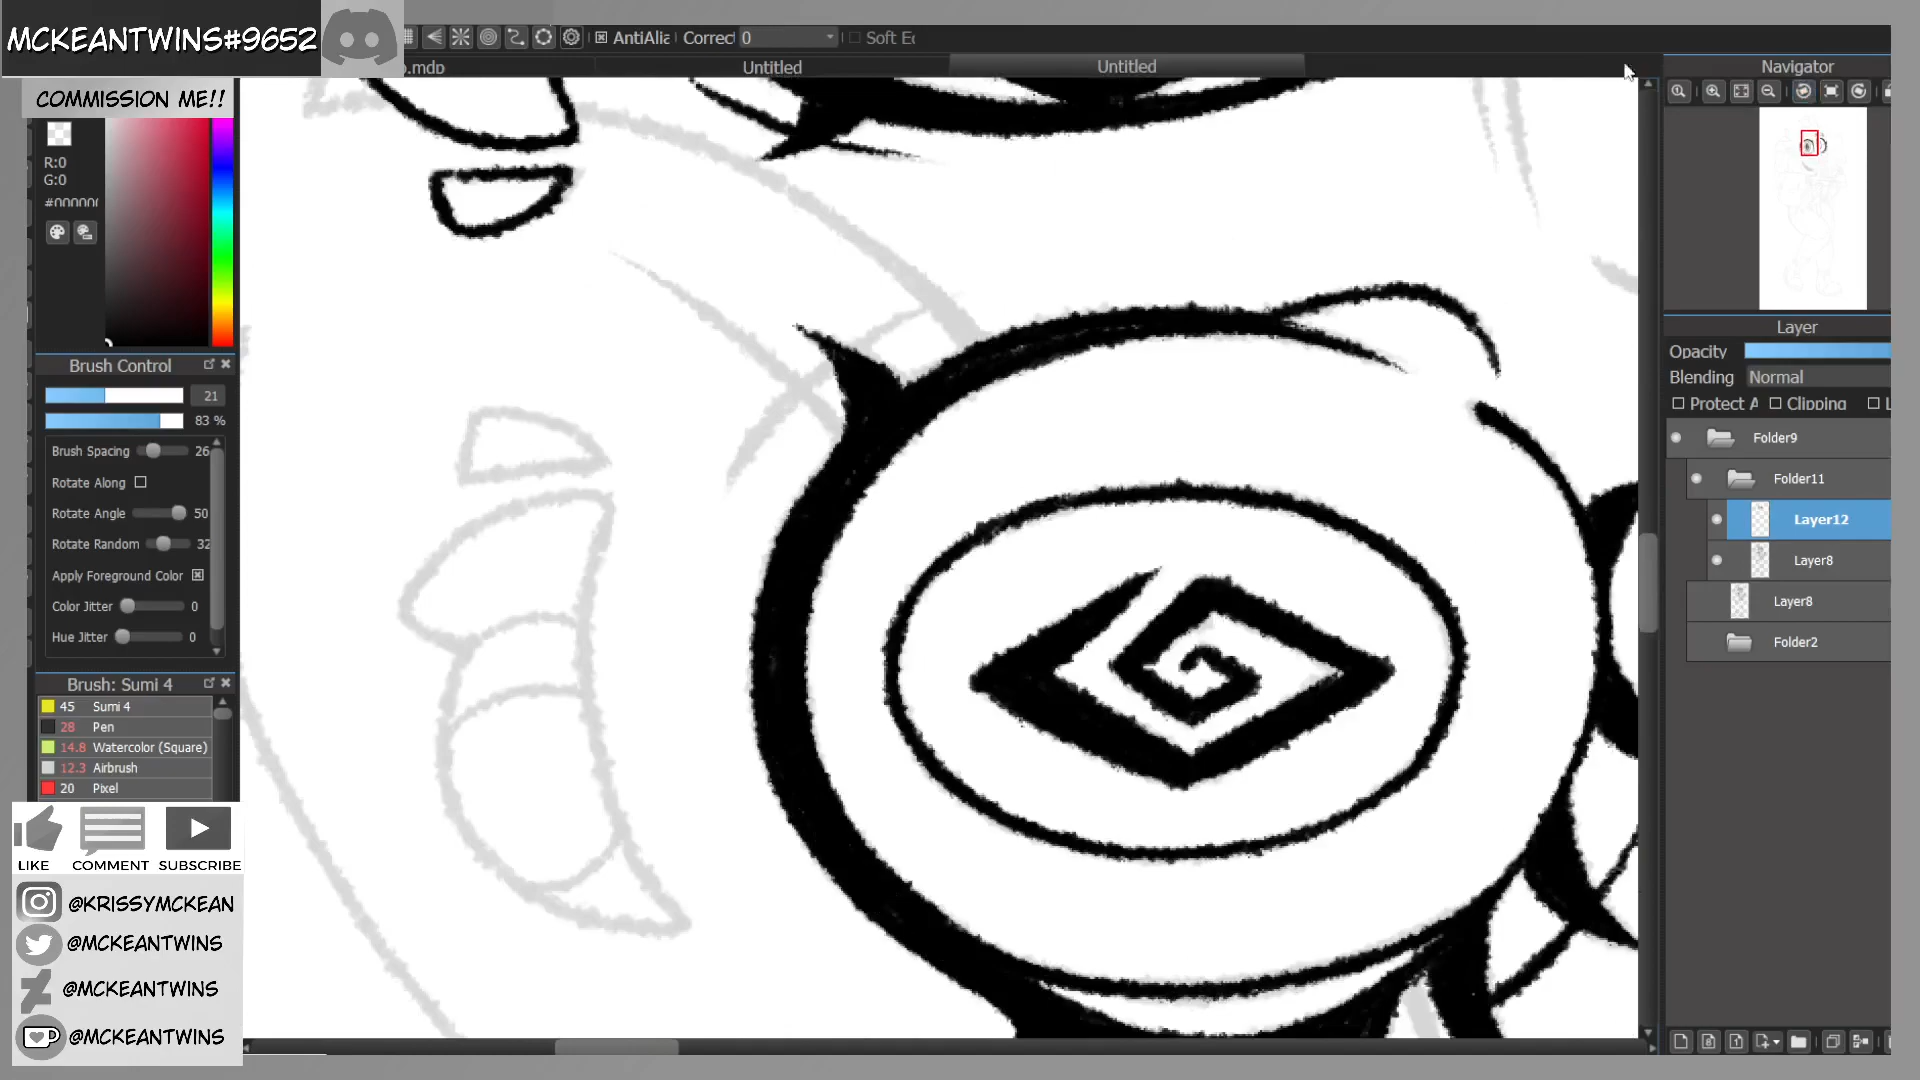 MCKEANTWINS#9652
COMMISSION ME!!
AntiAlia Correct 0 Soft Ec
o.mdp Untitled Untitled
R:0
G:0
#000000
Brush Control
21
83 %
Brush Spacing 26
Rotate Along
Rotate Angle 50
Rotate Random 32
Apply Foreground Color
Color Jitter 0
Hue Jitter 0
Brush: Sumi 4
45 Sumi 4
28 Pen
14.8 Watercolor (Square)
12.3 Airbrush
20 Pixel
LIKE COMMENT SUBSCRIBE
@KRISSYMCKEAN
@MCKEANTWINS
@MCKEANTWINS
@MCKEANTWINS
Navigator
Layer
Opacity
Blending Normal
Protect A Clipping L
Folder9
Folder11
Layer12
Layer8
Layer8
Folder2